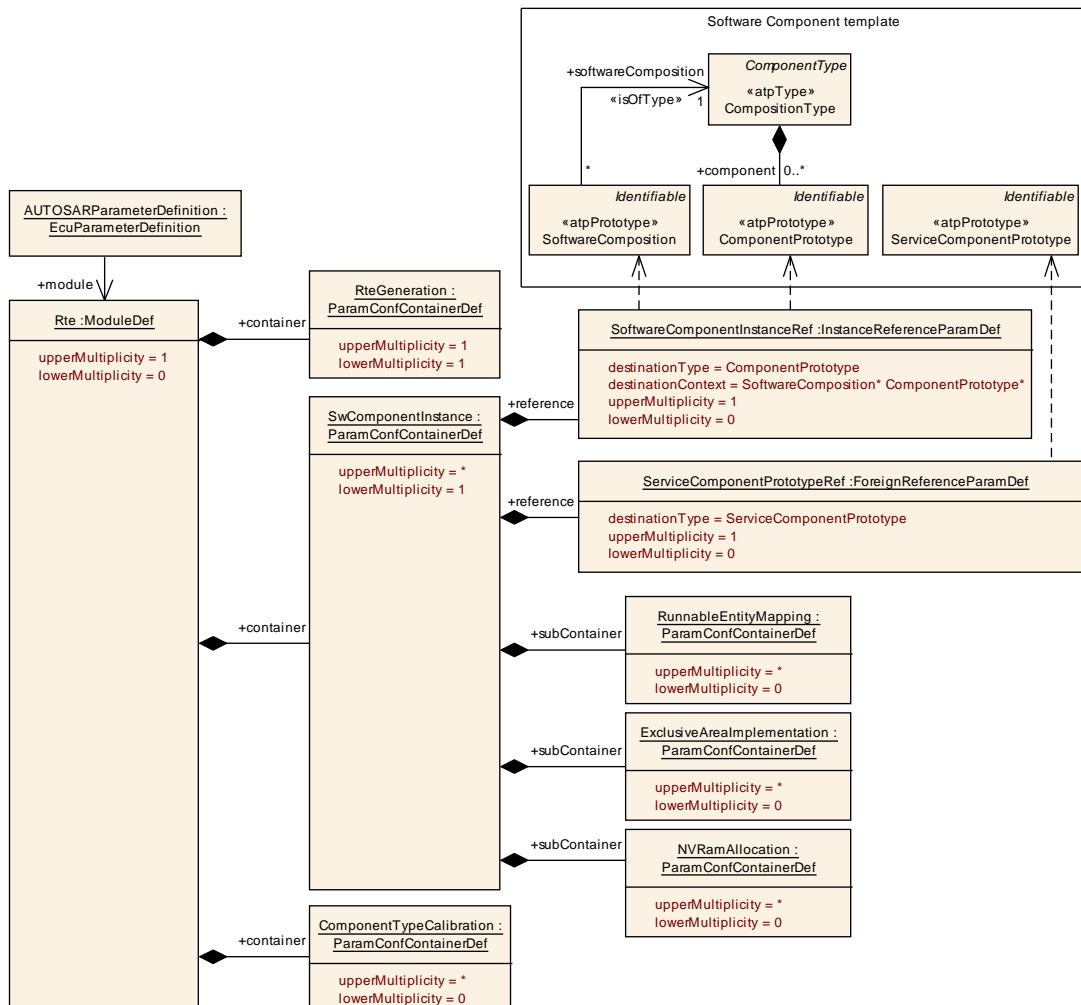 Software Component template
ComponentType
«atpType»
CompositionType
+softwareComposition
«isOfType»
1
*
+component
0..*
Identifiable
«atpPrototype»
SoftwareComposition
Identifiable
«atpPrototype»
ComponentPrototype
Identifiable
«atpPrototype»
ServiceComponentPrototype
AUTOSARParameterDefinition :
EcuParameterDefinition
+module
Rte :ModuleDef
upperMultiplicity = 1
lowerMultiplicity = 0
+container
RteGeneration :
ParamConfContainerDef
upperMultiplicity = 1
lowerMultiplicity = 1
+container
SwComponentInstance :
ParamConfContainerDef
upperMultiplicity = *
lowerMultiplicity = 1
+reference
SoftwareComponentInstanceRef :InstanceReferenceParamDef
destinationType = ComponentPrototype
destinationContext = SoftwareComposition* ComponentPrototype*
upperMultiplicity = 1
lowerMultiplicity = 0
+reference
ServiceComponentPrototypeRef :ForeignReferenceParamDef
destinationType = ServiceComponentPrototype
upperMultiplicity = 1
lowerMultiplicity = 0
+subContainer
RunnableEntityMapping :
ParamConfContainerDef
upperMultiplicity = *
lowerMultiplicity = 0
+subContainer
ExclusiveAreaImplementation :
ParamConfContainerDef
upperMultiplicity = *
lowerMultiplicity = 0
+subContainer
NVRamAllocation :
ParamConfContainerDef
upperMultiplicity = *
lowerMultiplicity = 0
+container
ComponentTypeCalibration :
ParamConfContainerDef
upperMultiplicity = *
lowerMultiplicity = 0